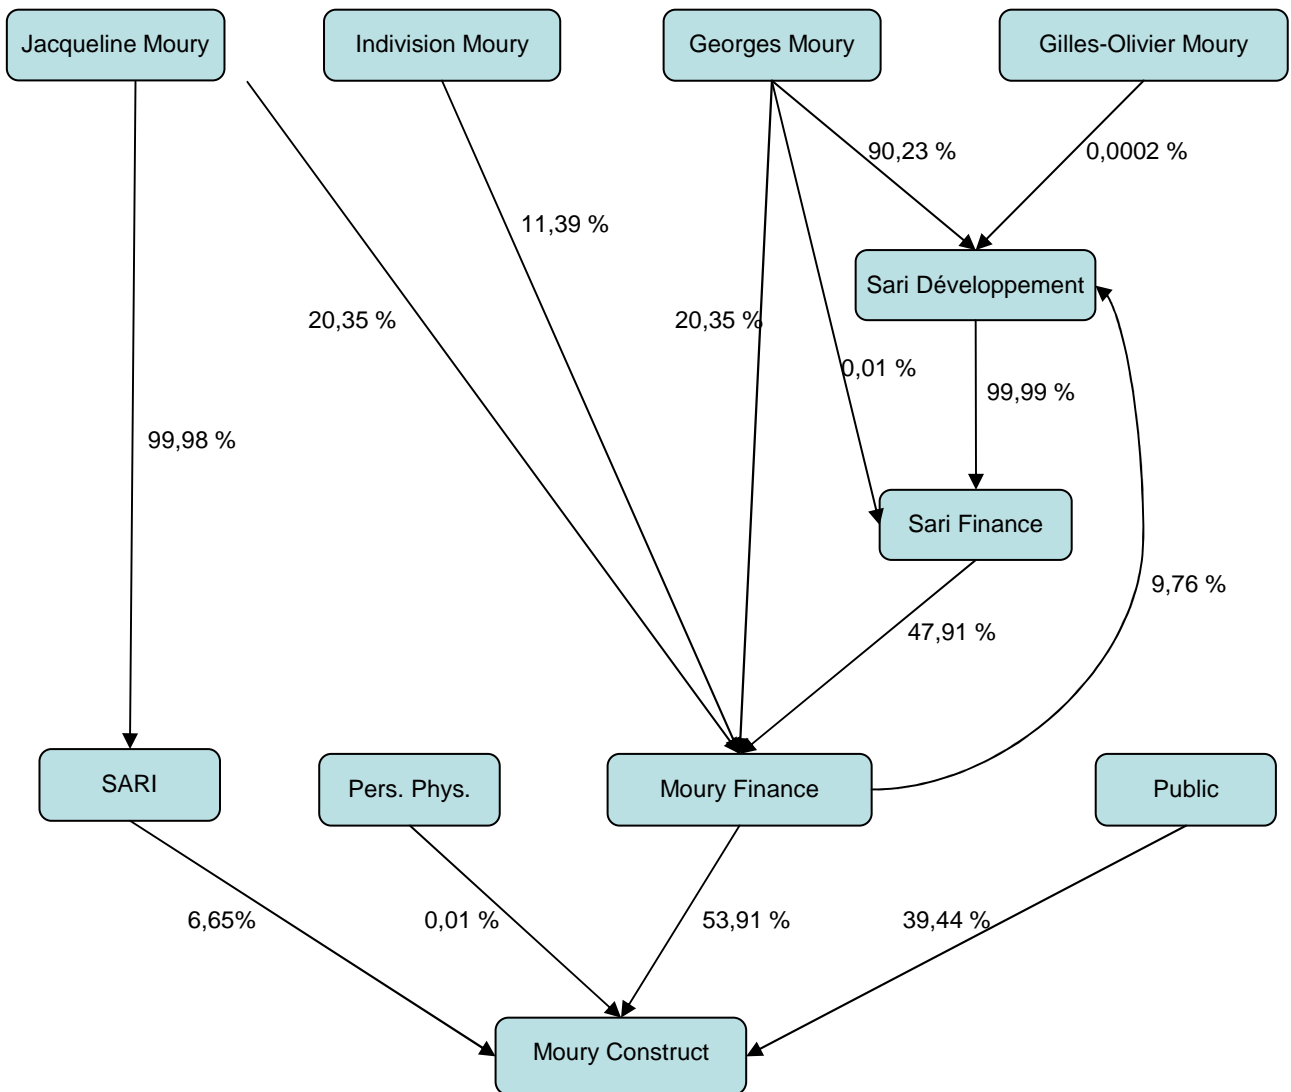 Jacqueline Moury
Indivision Moury
Georges Moury
Gilles-Olivier Moury
90,23 %
0,0002 %
11,39 %
Sari Développement
20,35 %
20,35 %
0,01 %
99,99 %
99,98 %
Sari Finance
9,76 %
47,91 %
SARI
Pers. Phys.
Moury Finance
Public
6,65%
0,01 %
53,91 %
39,44 %
Moury Construct